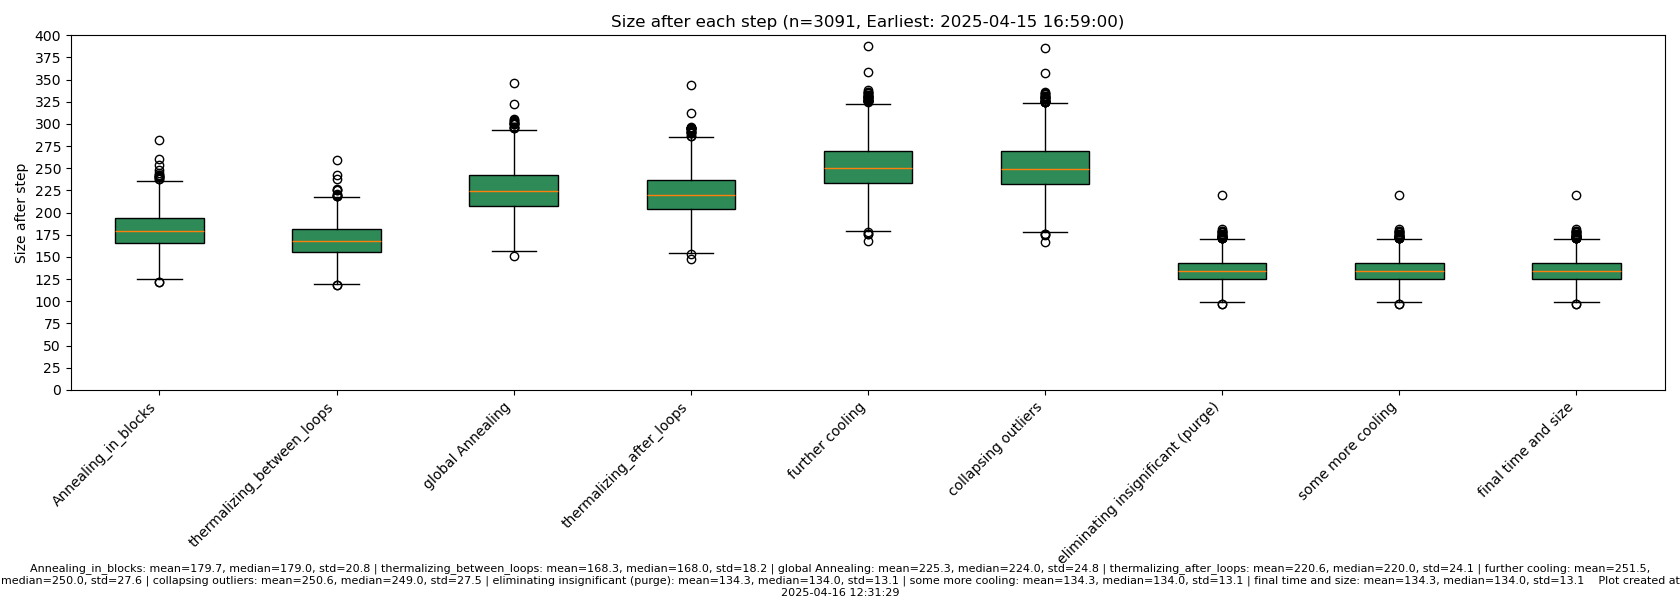 Size after each step (n=3091, Earliest: 2025-04-15 16:59:00)
400
375
350
325
300
275
250
225
200
175
150
125
100
75
50
25
0
Size after step
Annealing_in_blocks
thermalizing_between_loops
global Annealing
thermalizing_after_loops
further cooling
collapsing outliers
eliminating insignificant (purge)
some more cooling
final time and size
Annealing_in_blocks: mean=179.7, median=179.0, std=20.8 | thermalizing_between_loops: mean=168.3, median=168.0, std=18.2 | global Annealing: mean=225.3, median=224.0, std=24.8 | thermalizing_after_loops: mean=220.6, median=220.0, std=24.1 | further cooling: mean=251.5,
median=250.0, std=27.6 | collapsing outliers: mean=250.6, median=249.0, std=27.5 | eliminating insignificant (purge): mean=134.3, median=134.0, std=13.1 | some more cooling: mean=134.3, median=134.0, std=13.1 | final time and size: mean=134.3, median=134.0, std=13.1    Plot created at
2025-04-16 12:31:29